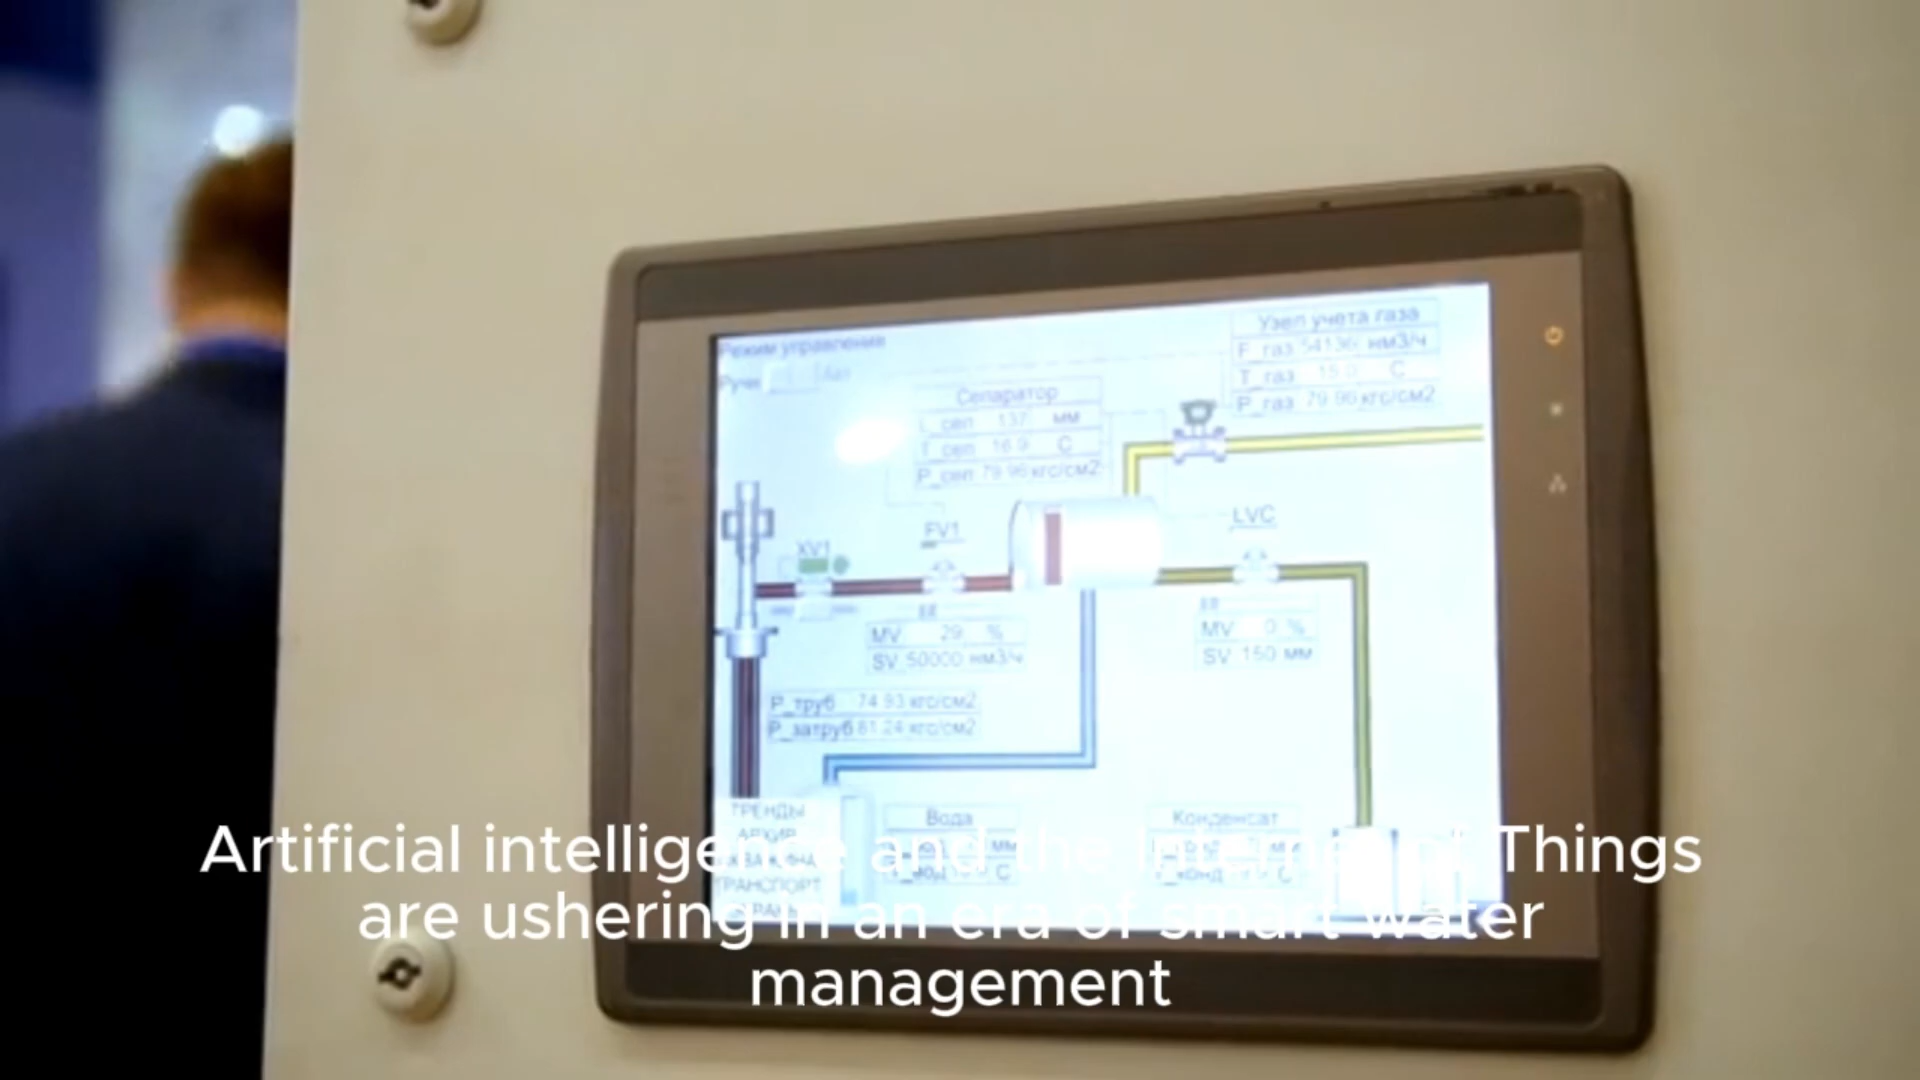 Режим управления
Узел учета газа
F_газ 54136 нм3/ч
T_газ 15.0 C
P_газ 79.96 кгс/см2
Сепаратор
L_сеп 137 мм
T_сеп 16.9 C
P_сеп 79.96 кгс/см2
XV1
FV1
LVC
MV 29 %
SV 50000 нм3/ч
MV 0 %
SV 150 мм
P_труб 74.93 кгс/см2
P_затруб 81.24 кгс/см2
ТРЕНДЫ
АРХИВ
ТРАНСПОРТ
Вода
мм
C
Конденсат
Artificial intelligence and the Internet of Things
are ushering in an era of smart water
management